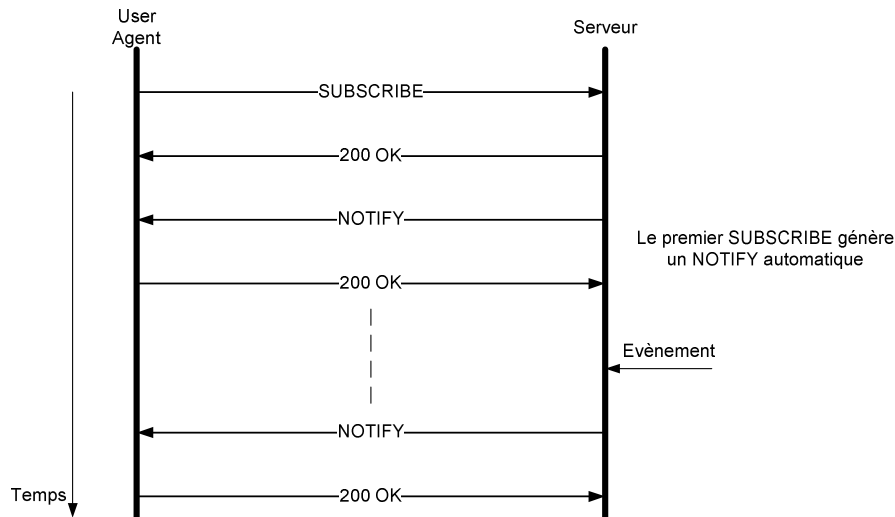 User
Agent
Serveur
SUBSCRIBE
200 OK
NOTIFY
Le premier SUBSCRIBE génère
un NOTIFY automatique
200 OK
Evènement
NOTIFY
Temps
200 OK